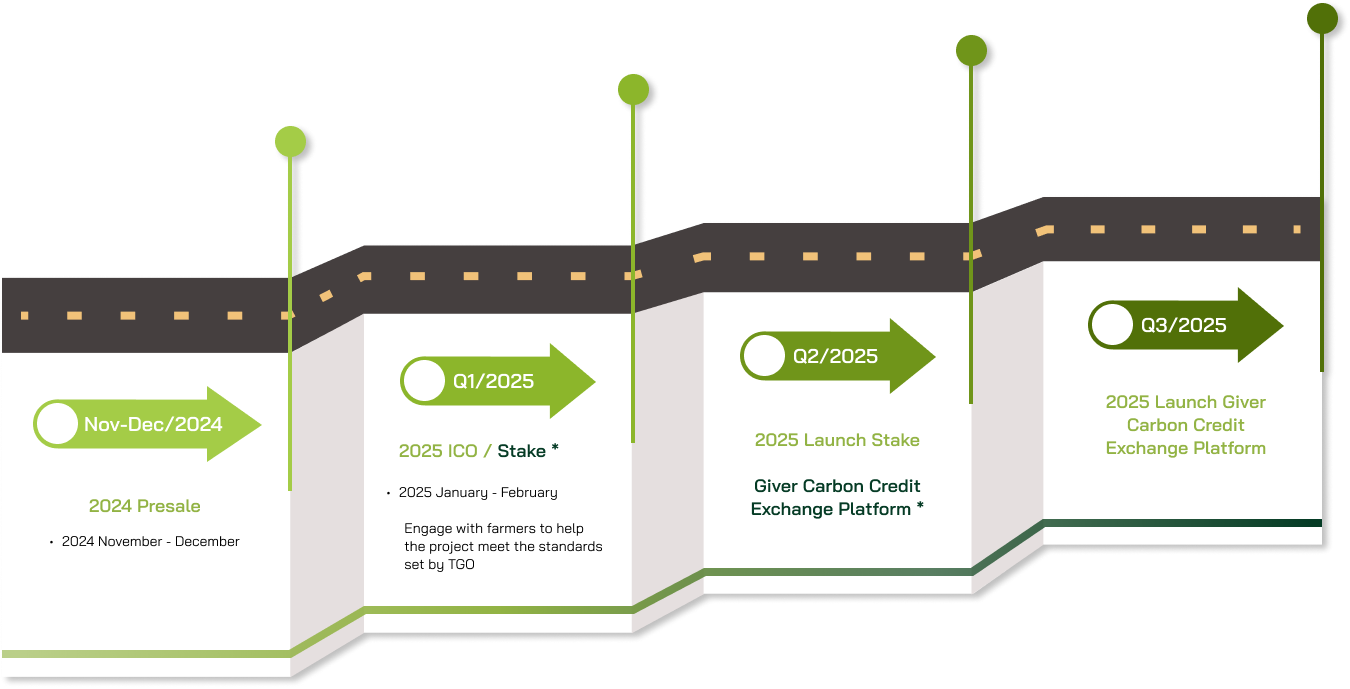 Nov-Dec/2024
2024 Presale
• 2024 November - December
Q1/2025
2025 ICO / Stake *
• 2025 January - February
Engage with farmers to help
the project meet the standards
set by TGO
Q2/2025
2025 Launch Stake
Giver Carbon Credit
Exchange Platform *
Q3/2025
2025 Launch Giver
Carbon Credit
Exchange Platform